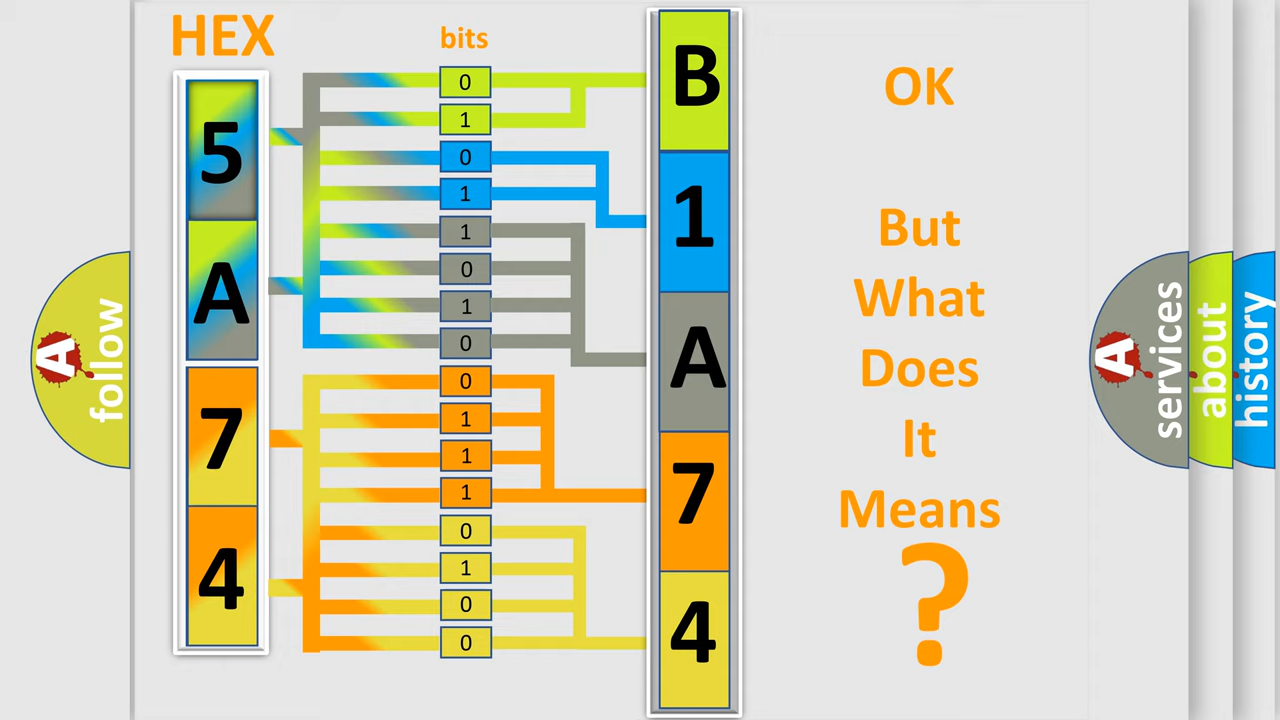 HEX
bits
5
A
7
4
0
1
0
1
1
0
1
0
0
1
1
1
0
1
0
0
B
1
A
7
4
OK
But
What
Does
It
Means
?
A
follow
A
services
about
history